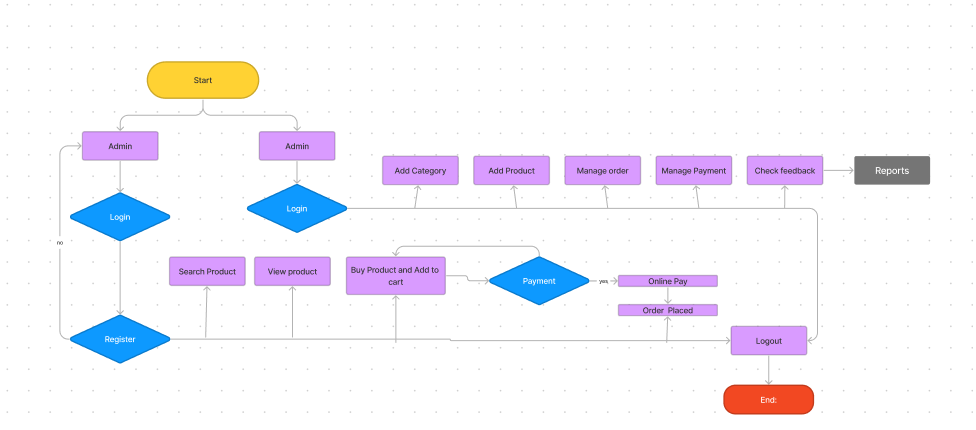 Start
Admin
Admin
Add Category
Add Product
Manage order
Manage Payment
Check feedback
Reports
Login
Login
no
Search Product
View product
Buy Product and Add to
cart
Payment
yes
Online Pay
Order Placed
Register
Logout
End: